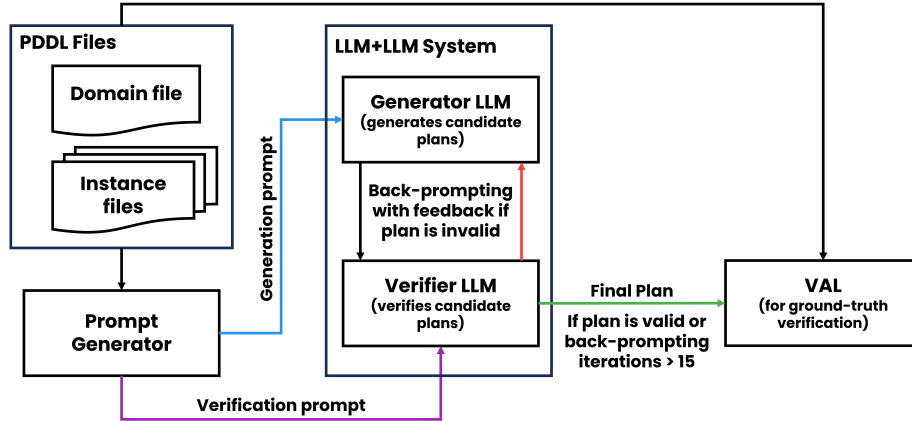 PDDL Files
Domain file
Instance
files
Prompt
Generator
Generation prompt
Verification prompt
LLM+LLM System
Generator LLM
(generates candidate
plans)
Back-prompting
with feedback if
plan is invalid
Verifier LLM
(verifies candidate
plans)
Final Plan
If plan is valid or
back-prompting
iterations > 15
VAL
(for ground-truth
verification)